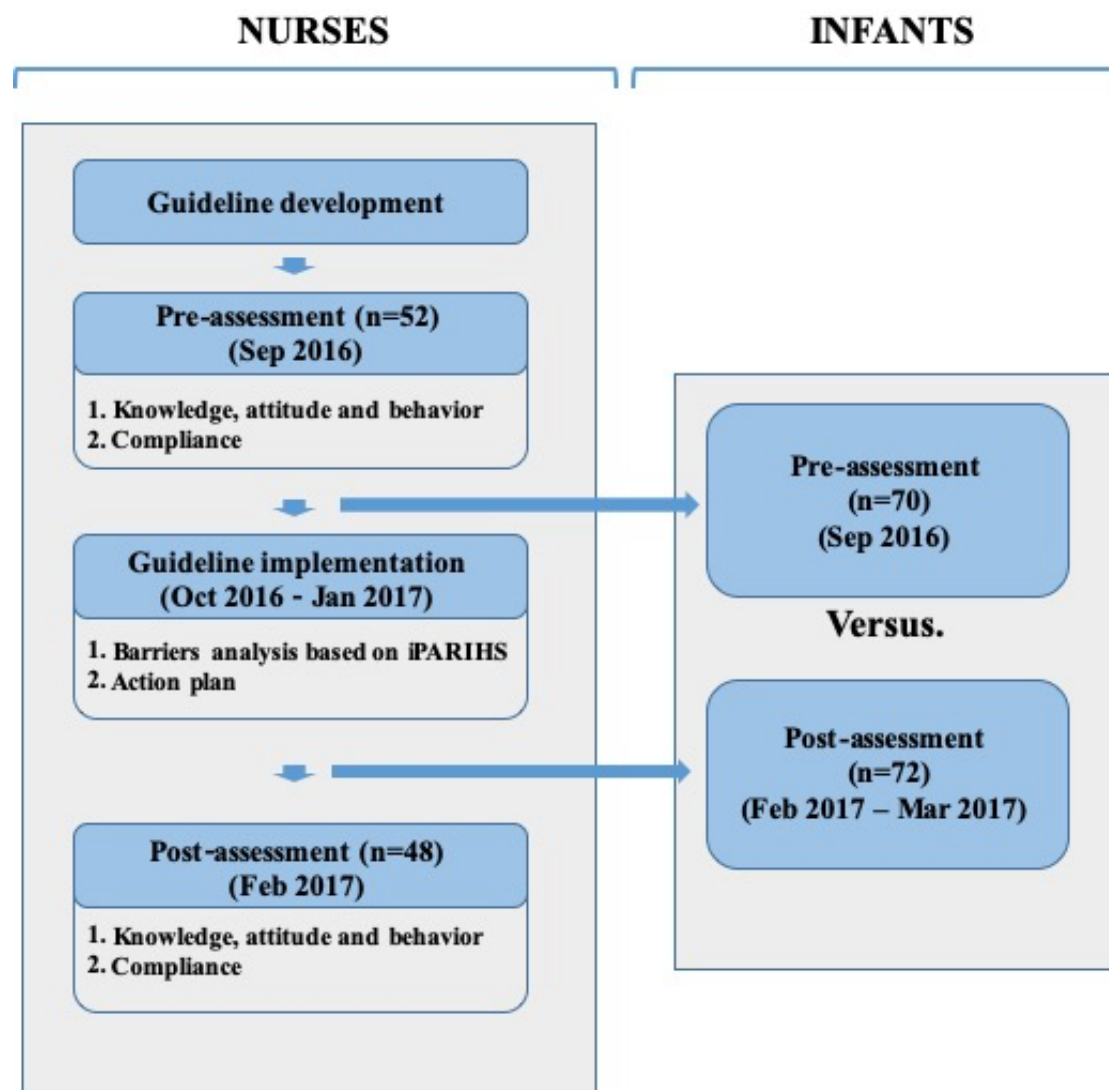 NURSES
INFANTS
Guideline development
Pre-assessment (n=52)
(Sep 2016)
1. Knowledge, attitude and behavior
2. Compliance
Guideline implementation
(Oct 2016 - Jan 2017)
1. Barriers analysis based on iPARIHS
2. Action plan
Post-assessment (n=48)
(Feb 2017)
1. Knowledge, attitude and behavior
2. Compliance
Pre-assessment
(n=70)
(Sep 2016)
Versus.
Post-assessment
(n=72)
(Feb 2017 – Mar 2017)